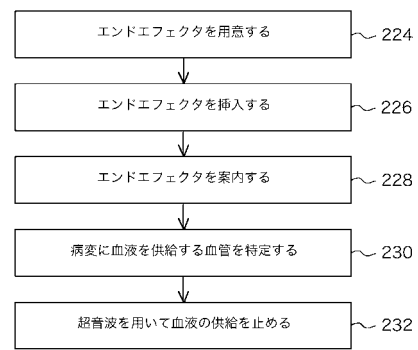 エンドエフェクタを用意する 224
エンドエフェクタを挿入する 226
エンドエフェクタを案内する 228
病変に血液を供給する血管を特定する 230
超音波を用いて血液の供給を止める 232